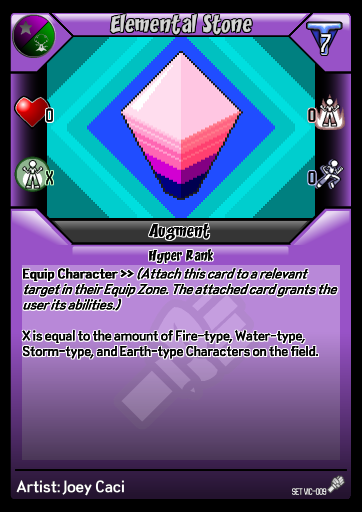 Elemental Stone
7
0
0
X
0
Augment
Hyper Rank
Equip Character >> (Attach this card to a relevant
target in their Equip Zone. The attached card grants the
user its abilities.)
X is equal to the amount of Fire-type, Water-type,
Storm-type, and Earth-type Characters on the field.
Artist: Joey Caci
SET VIC-009